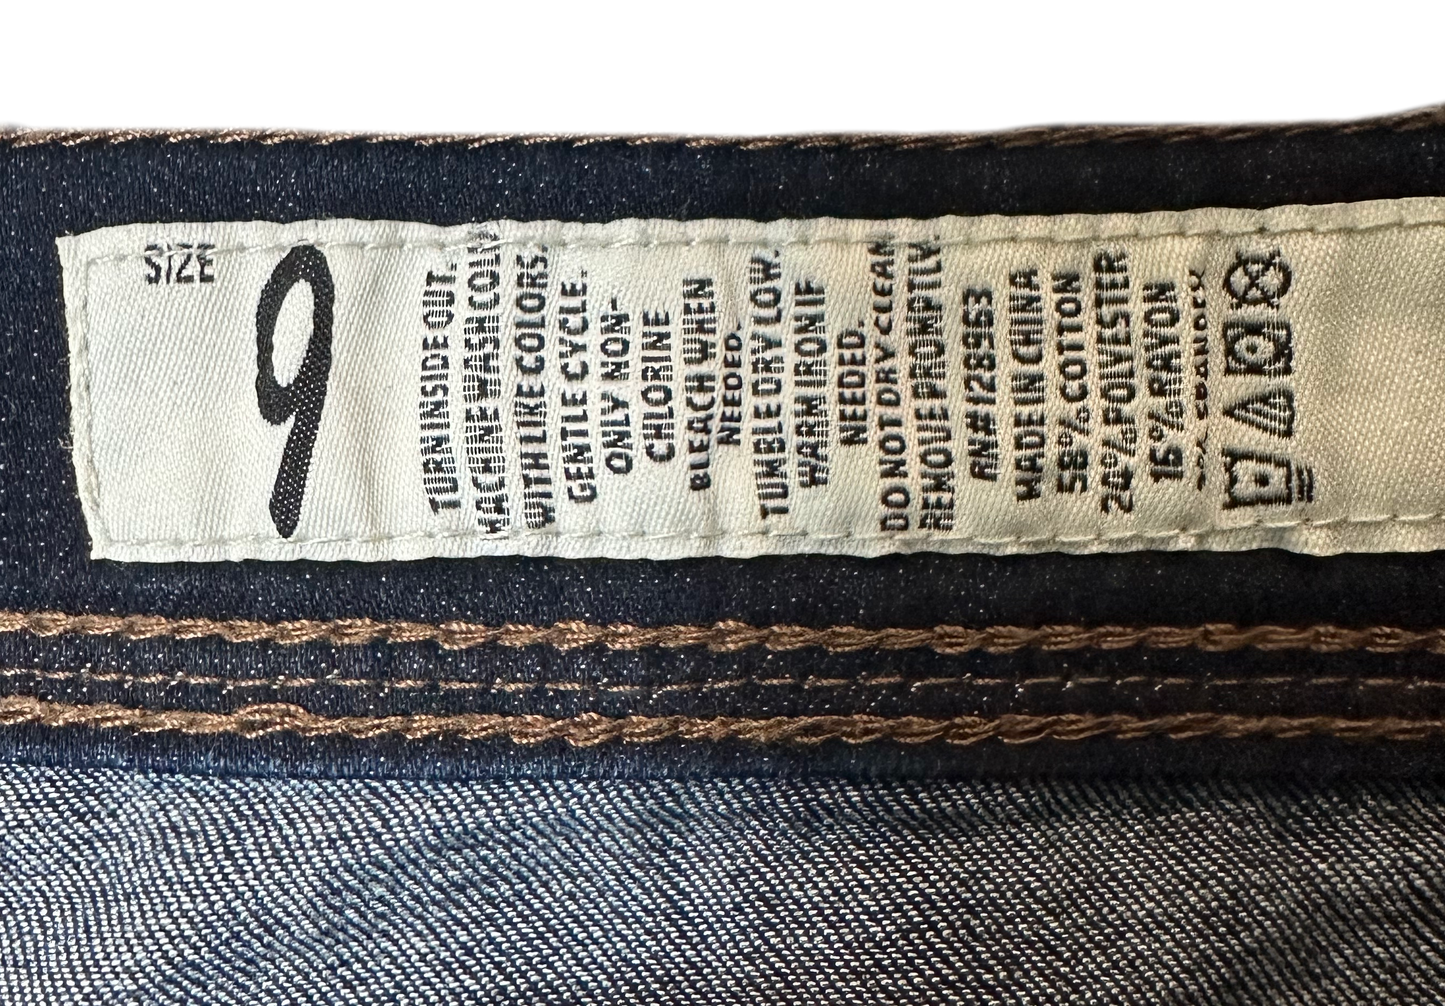 SIZE
9
TURN INSIDE OUT.
MACHINE WASH COLD
WITH LIKE COLORS.
GENTLE CYCLE.
ONLY NON-
CHLORINE
BLEACH WHEN
NEEDED.
TUMBLE DRY LOW.
WARM IRON IF
NEEDED.
DO NOT DRY CLEAN
REMOVE PROMPTLY.
RN#128953
MADE IN CHINA
58% COTTON
20% POLYESTER
15% RAYON
SPANDEX